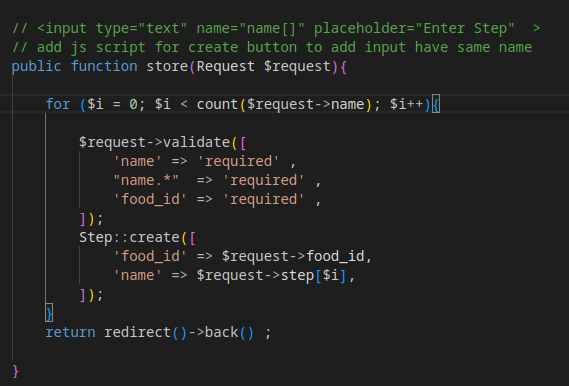 // <input type="text" name="name[]" placeholder="Enter Step"  >
// add js script for create button to add input have same name
public function store(Request $request){
for ($i = 0; $i < count($request->name); $i++){
$request->validate([
'name' => 'required' ,
"name.*"  => 'required' ,
'food_id' => 'required' ,
]);
Step::create([
'food_id' => $request->food_id,
'name' => $request->step[$i],
]);
}
return redirect()->back() ;
}